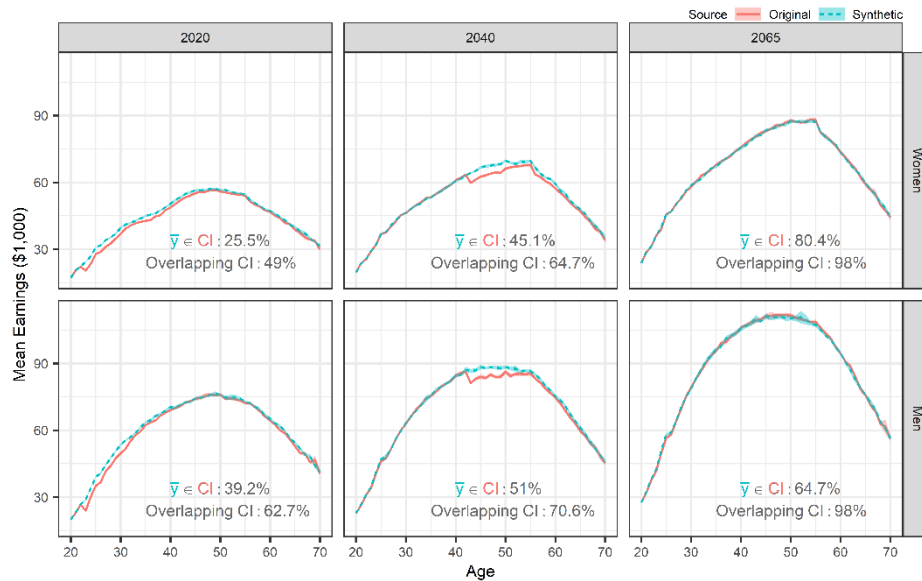 Source Original Synthetic
2020 2040 2065
Mean Earnings ($1,000)
90
60
30
y̅ ∈ CI : 25.5%
Overlapping CI : 49%
y̅ ∈ CI : 45.1%
Overlapping CI : 64.7%
y̅ ∈ CI : 80.4%
Overlapping CI : 98%
Women
90
60
30
y̅ ∈ CI : 39.2%
Overlapping CI : 62.7%
y̅ ∈ CI : 51%
Overlapping CI : 70.6%
y̅ ∈ CI : 64.7%
Overlapping CI : 98%
Men
20 30 40 50 60 70 20 30 40 50 60 70 20 30 40 50 60 70
Age